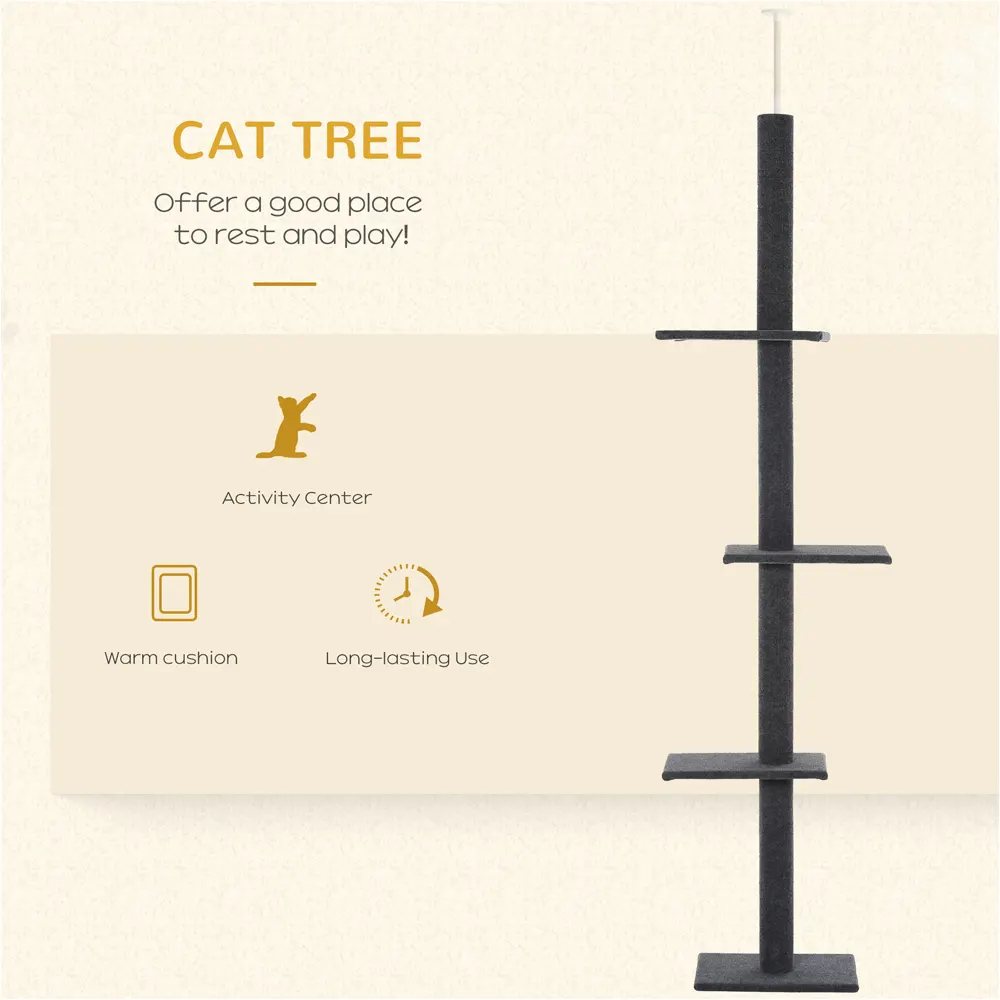 CAT TREE
Offer a good place
to rest and play!
Activity Center
Warm cushion
Long-lasting Use